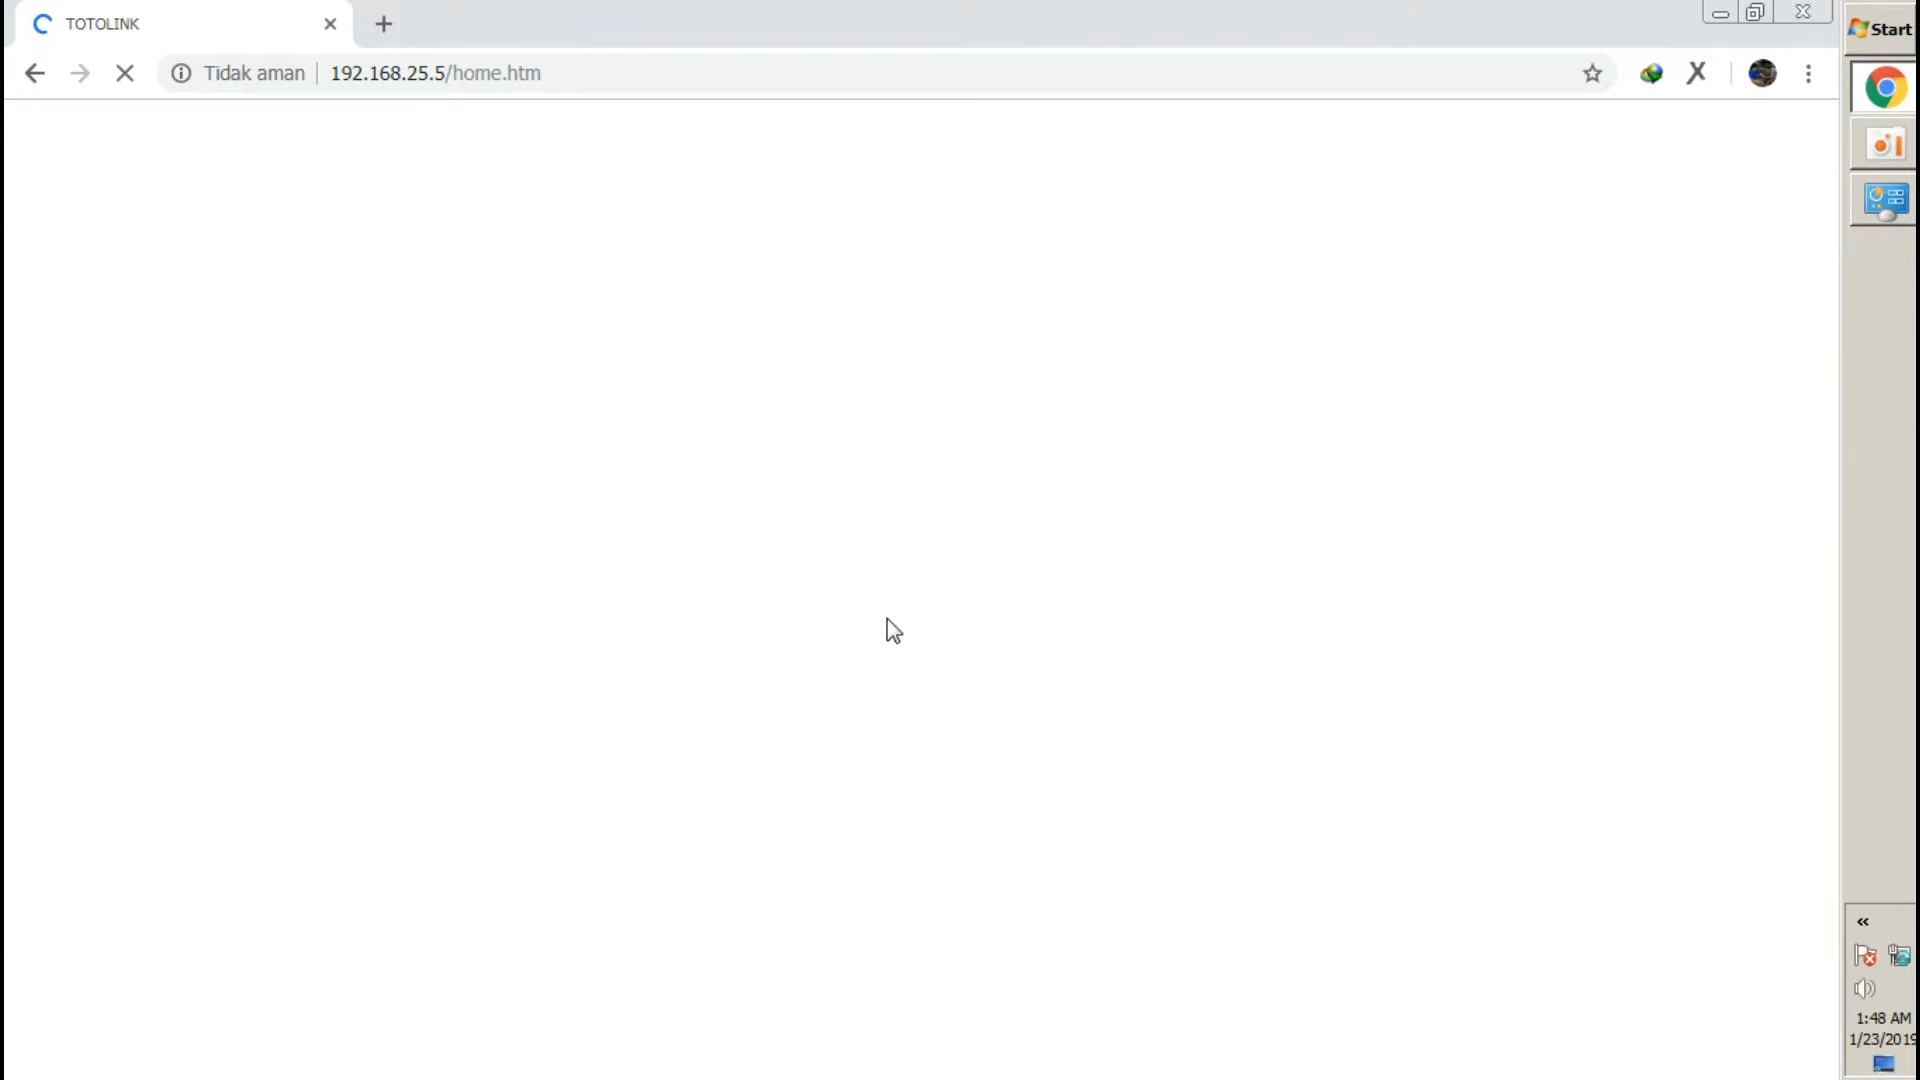 TOTOLINK
Start
Tidak aman
192.168.25.5/home.htm
1:48 AM
1/23/2019